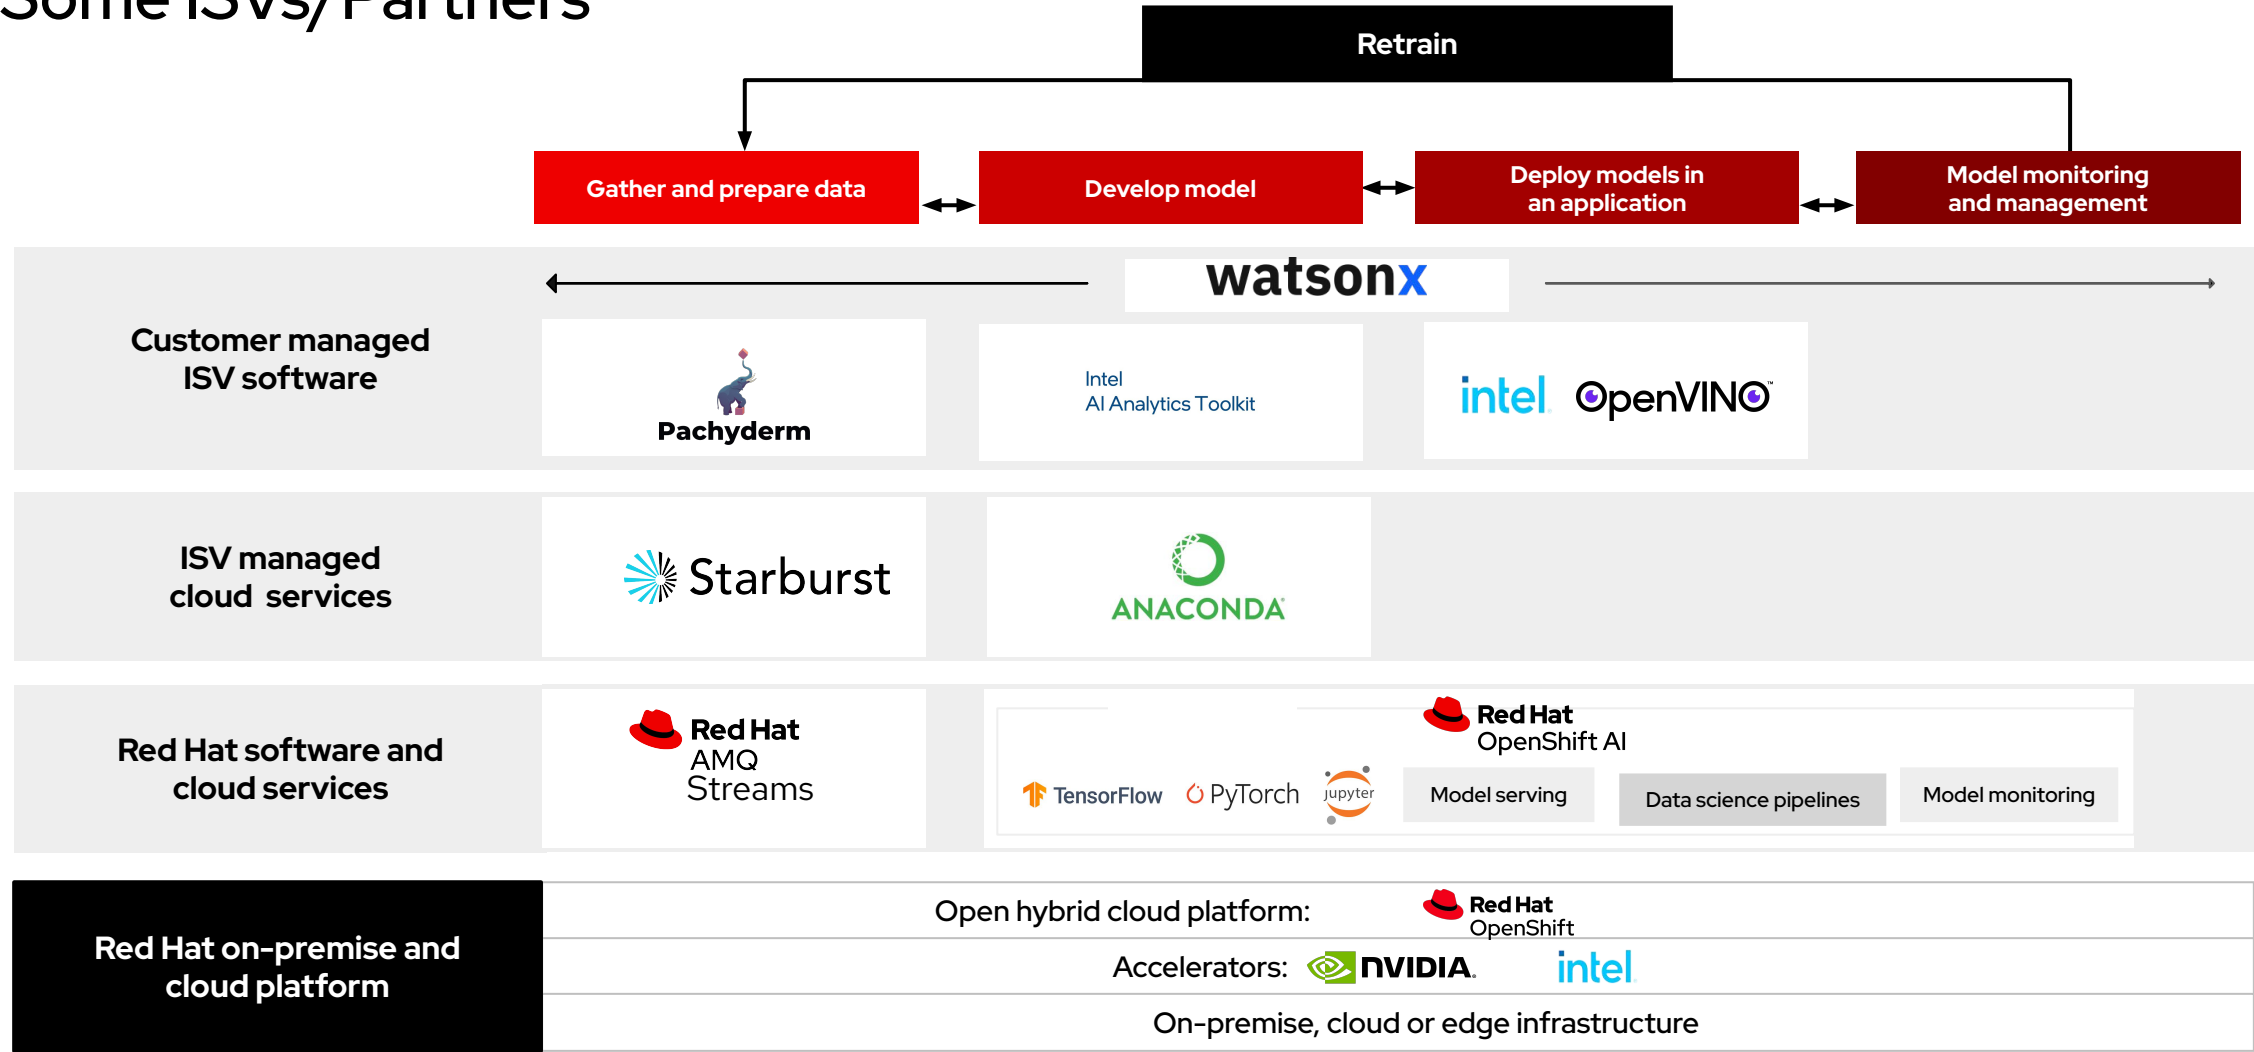 Some ISVs/Partners
Retrain
Gather and prepare data
Develop model
Deploy models in
an application
Model monitoring
and management
Customer managed
ISV software
watsonx
Pachyderm
Intel
AI Analytics Toolkit
intel. OpenVINO™
ISV managed
cloud services
Starburst
ANACONDA®
Red Hat software and
cloud services
Red Hat
AMQ
Streams
Red Hat
OpenShift AI
TensorFlow
PyTorch
jupyter
Model serving
Data science pipelines
Model monitoring
Red Hat on-premise and
cloud platform
Open hybrid cloud platform:
Red Hat
OpenShift
Accelerators: NVIDIA. intel.
On-premise, cloud or edge infrastructure